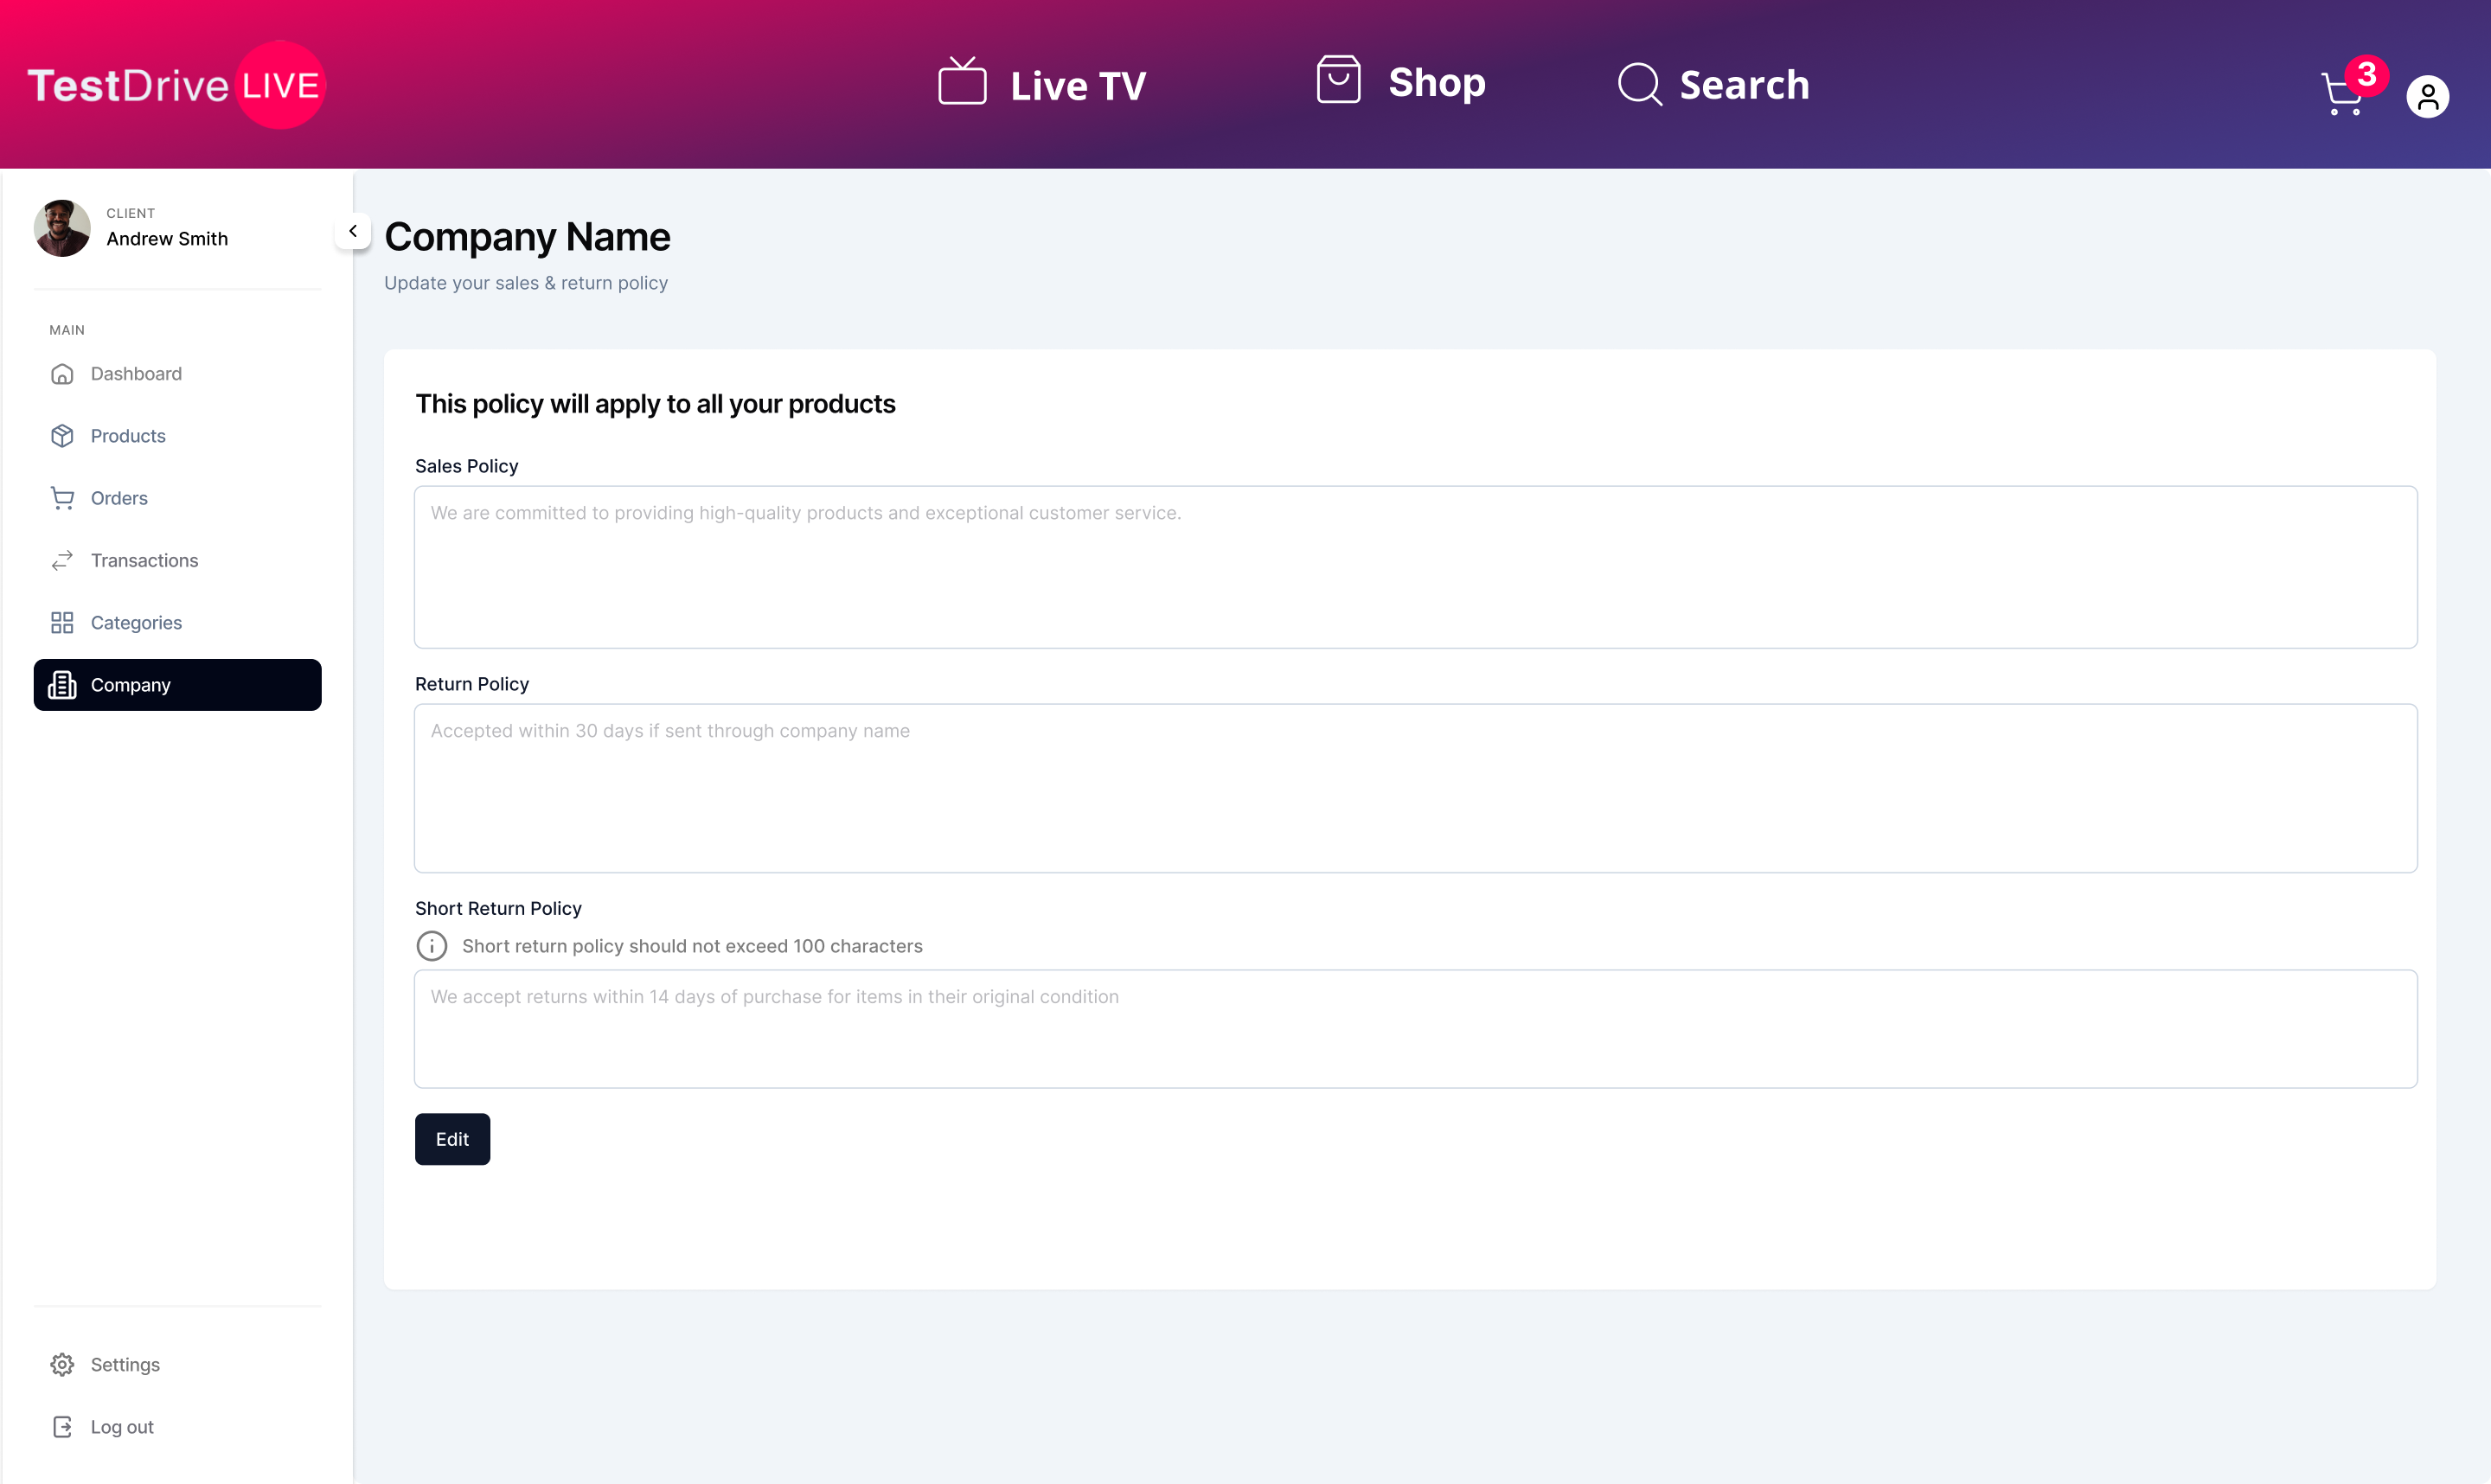 TestDrive LIVE
Live TV
Shop
Search
3
CLIENT
Andrew Smith
MAIN
Dashboard
Products
Orders
Transactions
Categories
Company
Settings
Log out
Company Name
Update your sales & return policy
This policy will apply to all your products
Sales Policy
We are committed to providing high-quality products and exceptional customer service.
Return Policy
Accepted within 30 days if sent through company name
Short Return Policy
Short return policy should not exceed 100 characters
We accept returns within 14 days of purchase for items in their original condition
Edit